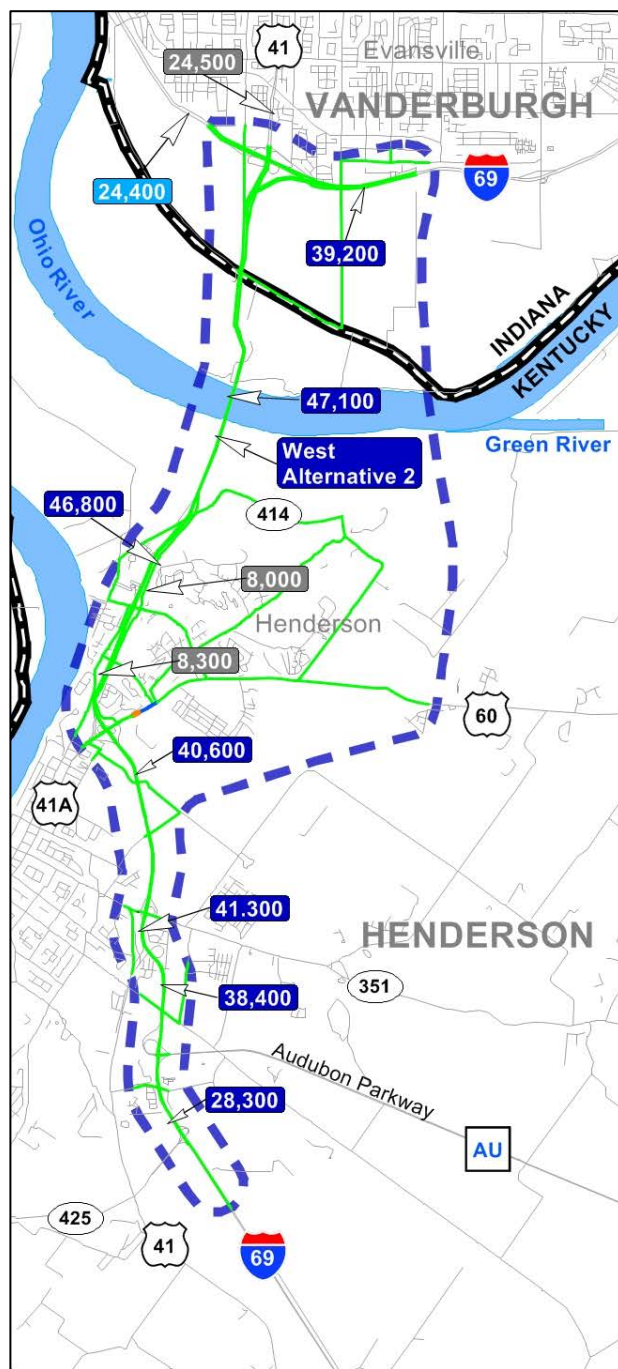 41
Evansville
24,500
VANDERBURGH
24,400
69
39,200
Ohio River
INDIANA
KENTUCKY
47,100
Green River
West
Alternative 2
46,800
414
8,000
Henderson
8,300
60
40,600
41A
41.300
HENDERSON
351
38,400
Audubon Parkway
28,300
AU
425
41
69